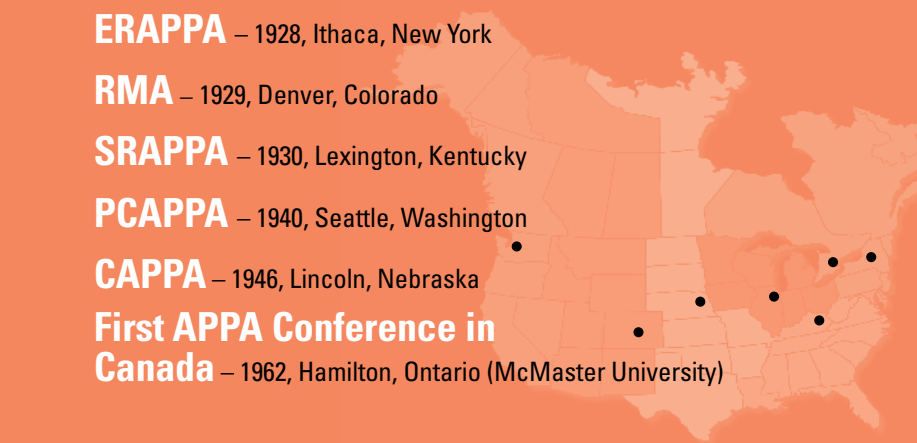 ERAPPA – 1928, Ithaca, New York
RMA – 1929, Denver, Colorado
SRAPPA – 1930, Lexington, Kentucky
PCAPPA – 1940, Seattle, Washington
CAPPA – 1946, Lincoln, Nebraska
First APPA Conference in
Canada – 1962, Hamilton, Ontario (McMaster University)